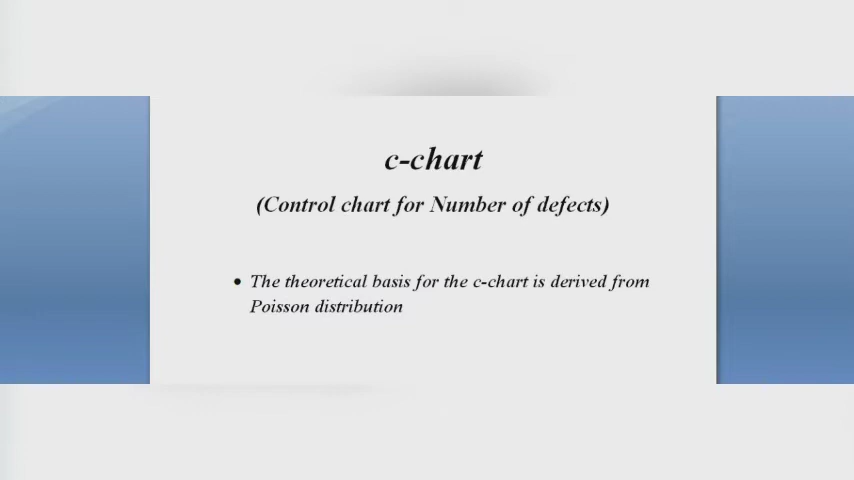 c-chart
(Control chart for Number of defects)
• The theoretical basis for the c-chart is derived from
Poisson distribution